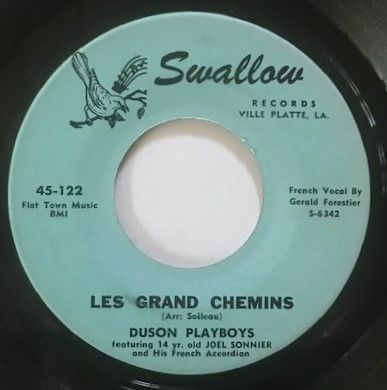 Swallow
RECORDS
VILLE PLATTE, LA.
45-122
Flat Town Music
BMI
French Vocal By
Gerald Forestier
S-6342
LES GRAND CHEMINS
(Arr: Soileau)
DUSON PLAYBOYS
featuring 14 yr. old JOEL SONNIER
and His French Accordian